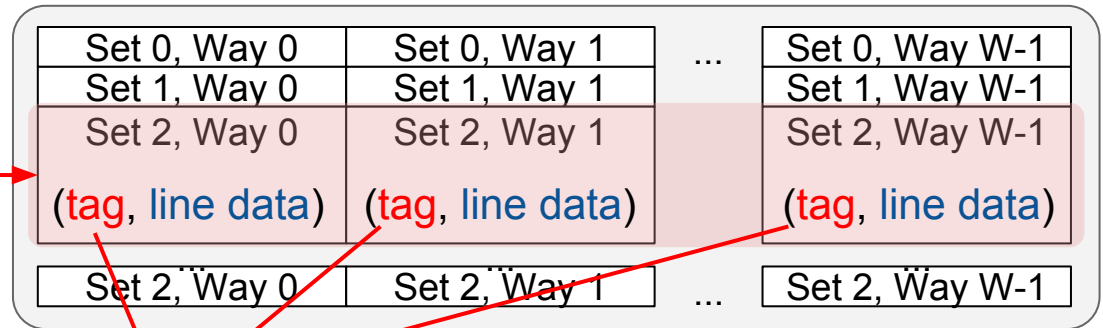 Set 0, Way 0 Set 0, Way 1 ... Set 0, Way W-1
Set 1, Way 0 Set 1, Way 1 Set 1, Way W-1
Set 2, Way 0 Set 2, Way 1 Set 2, Way W-1
(tag, line data) (tag, line data) (tag, line data)
... ... ...
Set 2, Way 0 Set 2, Way 1 ... Set 2, Way W-1